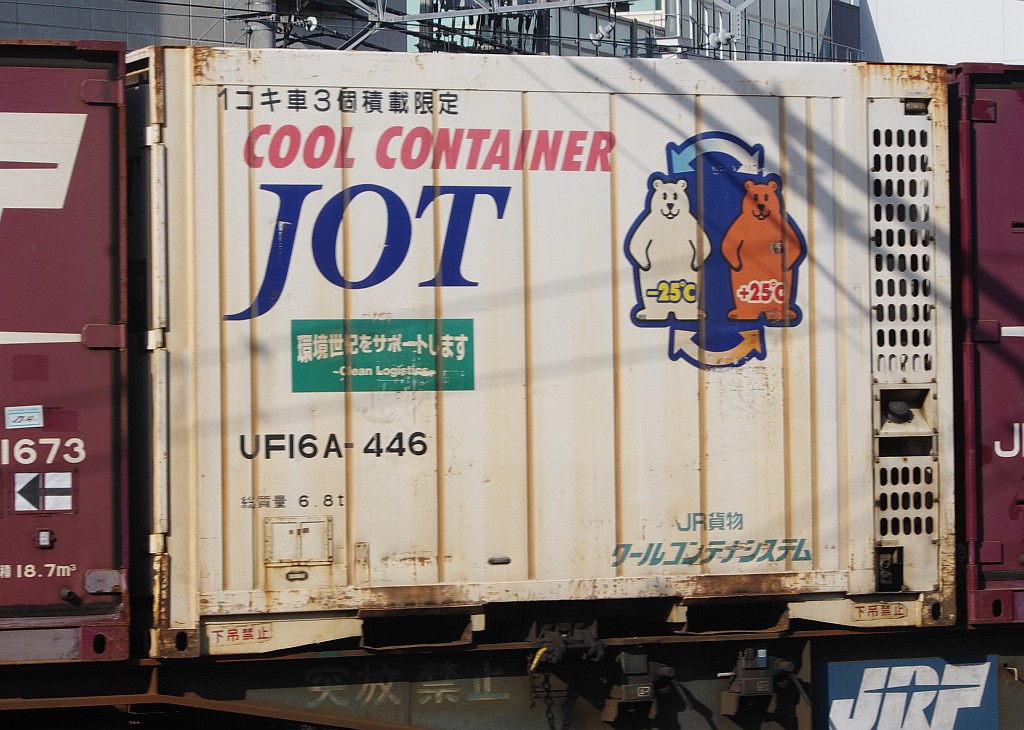 1コキ車3個積載限定
COOL CONTAINER
JOT
-25℃
+25℃
環境世紀をサポートします
-Clean Logistics-
UF16A-446
総質量 6.8t
JR貨物
クールコンテナシステム
下吊禁止
下吊禁止
突放禁止
JRF
1673
積 18.7m³